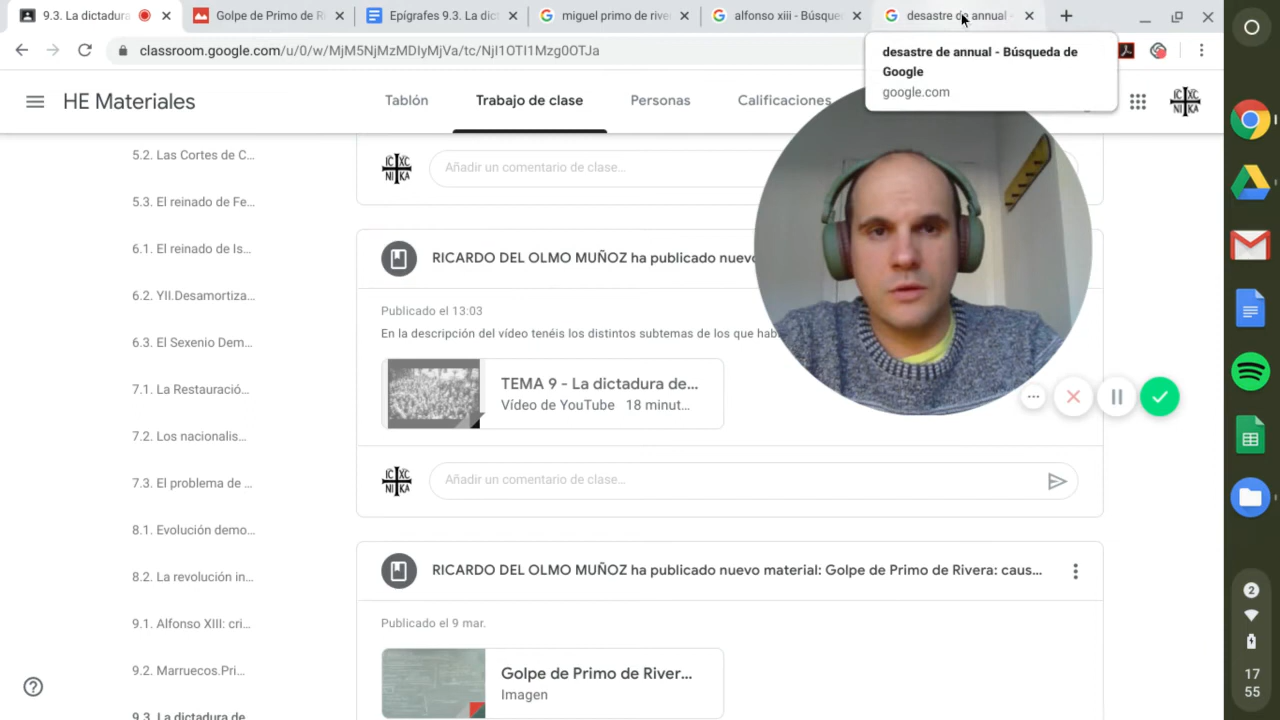 9.3. La dictadura
Golpe de Primo de R
Epígrafes 9.3. La dic
miguel primo de river
alfonso xiii - Búsque
desastre de annual -
classroom.google.com/u/0/w/MjM5NjMzMDIyMjVa/tc/NjI1OTI1Mzg0OTJa
desastre de annual - Búsqueda de
Google
google.com
HE Materiales
Tablón
Trabajo de clase
Personas
Calificaciones
5.2. Las Cortes de C...
5.3. El reinado de Fe...
6.1. El reinado de Is...
6.2. YII.Desamortiza...
6.3. El Sexenio Dem...
7.1. La Restauració...
7.2. Los nacionalis...
7.3. El problema de ...
8.1. Evolución demo...
8.2. La revolución in...
9.1. Alfonso XIII: cri...
9.2. Marruecos.Pri...
9.3. La dictadura de...
Añadir un comentario de clase...
RICARDO DEL OLMO MUÑOZ ha publicado nuevo
Publicado el 13:03
En la descripción del vídeo tenéis los distintos subtemas de los que hab
TEMA 9 - La dictadura de...
Vídeo de YouTube 18 minut...
Añadir un comentario de clase...
RICARDO DEL OLMO MUÑOZ ha publicado nuevo material: Golpe de Primo de Rivera: caus...
Publicado el 9 mar.
Golpe de Primo de River...
Imagen
IC XC
NI KA
2
17
55